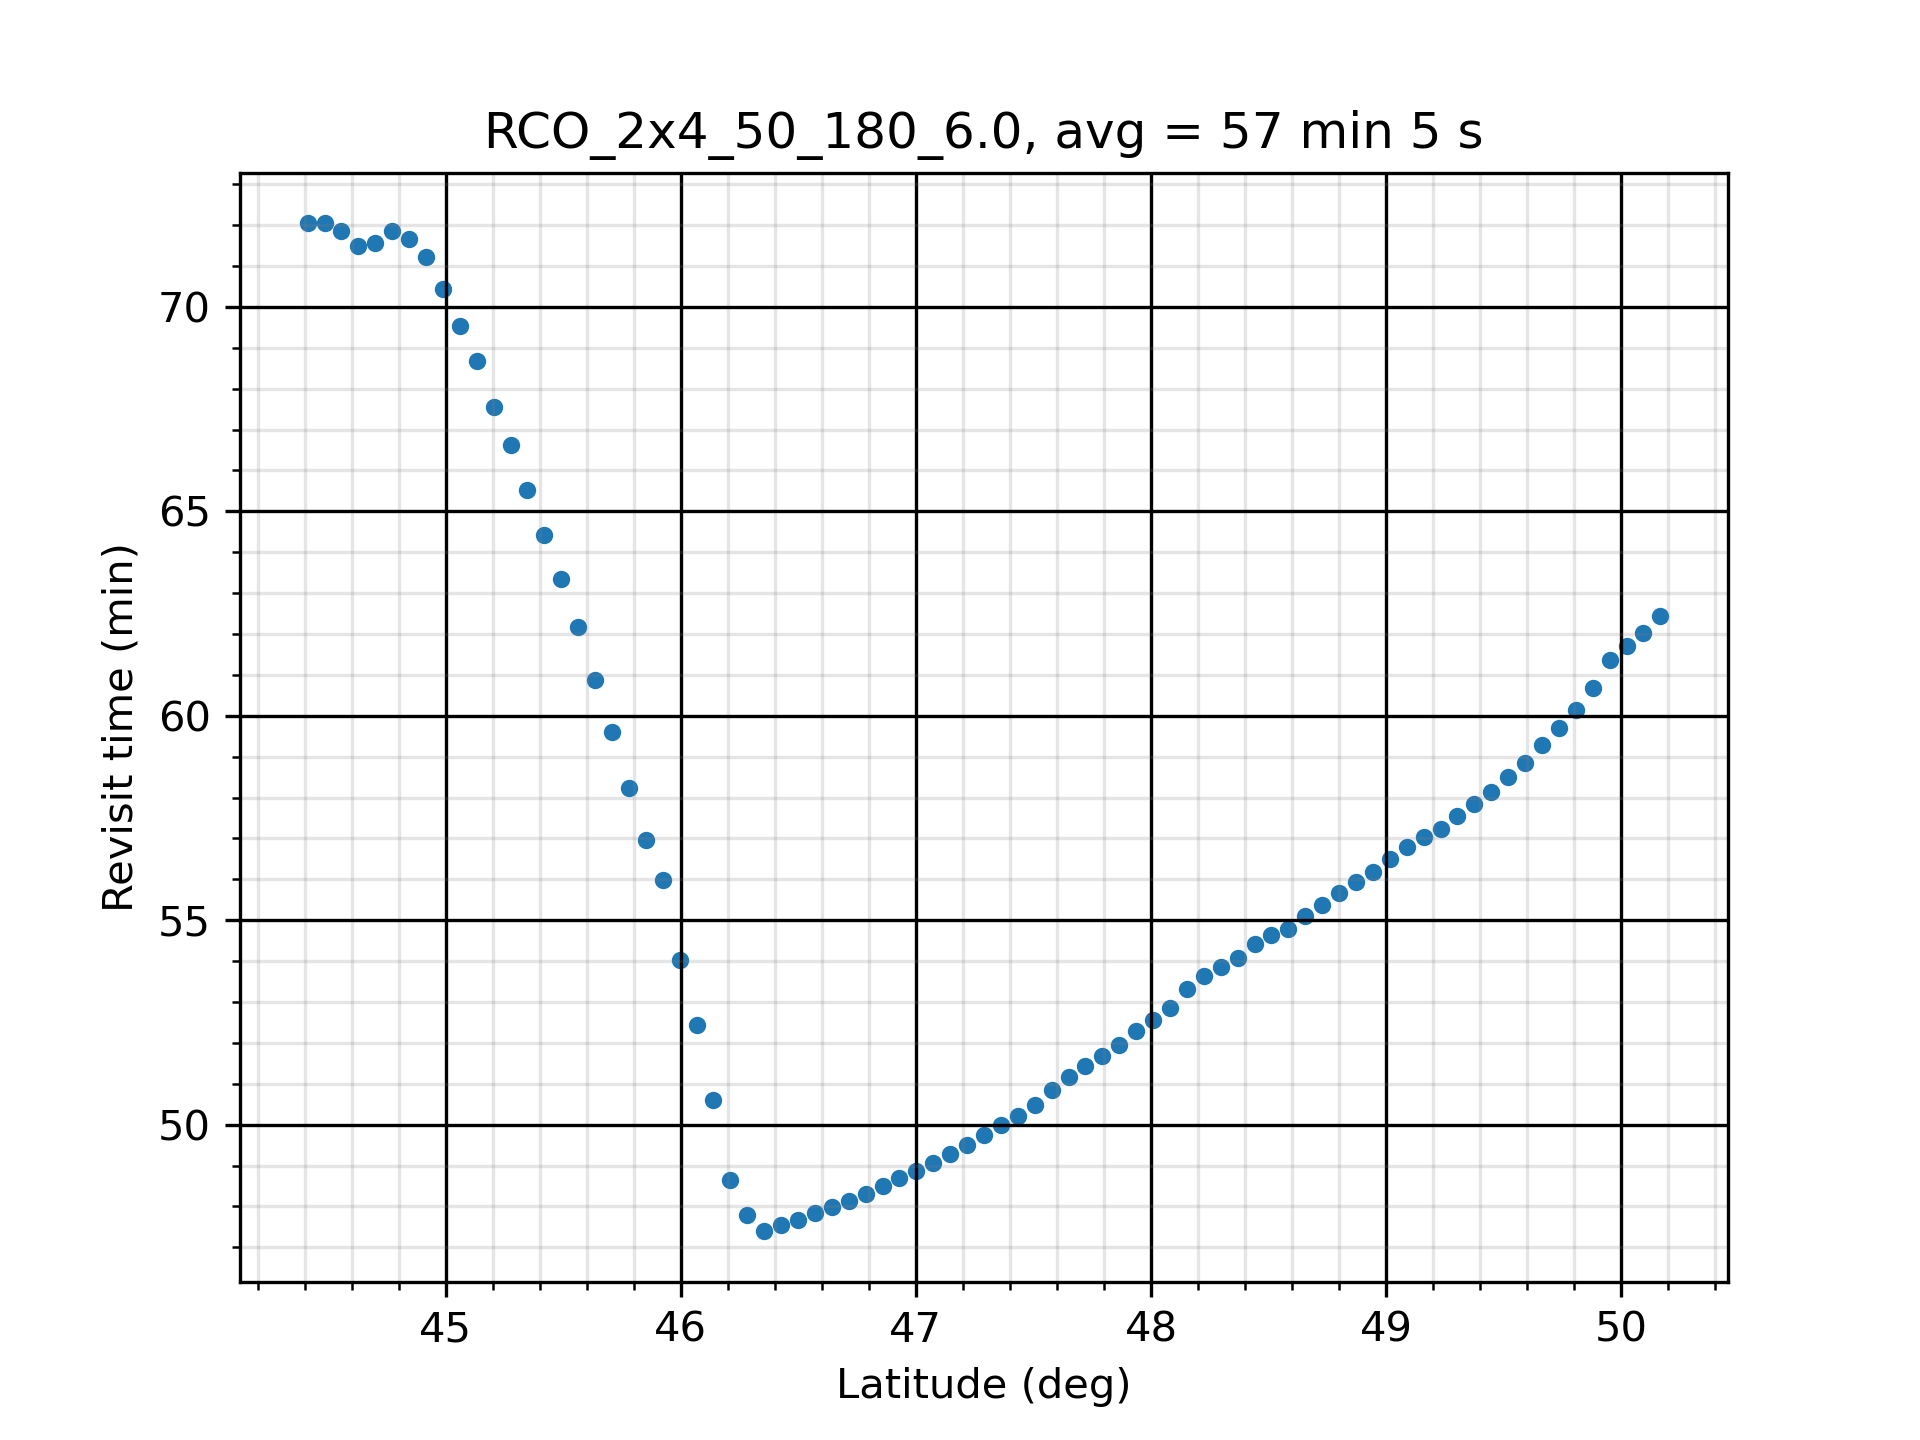 RCO_2x4_50_180_6.0, avg = 57 min 5 s
Revisit time (min)
70
65
60
55
50
45 46 47 48 49 50
Latitude (deg)